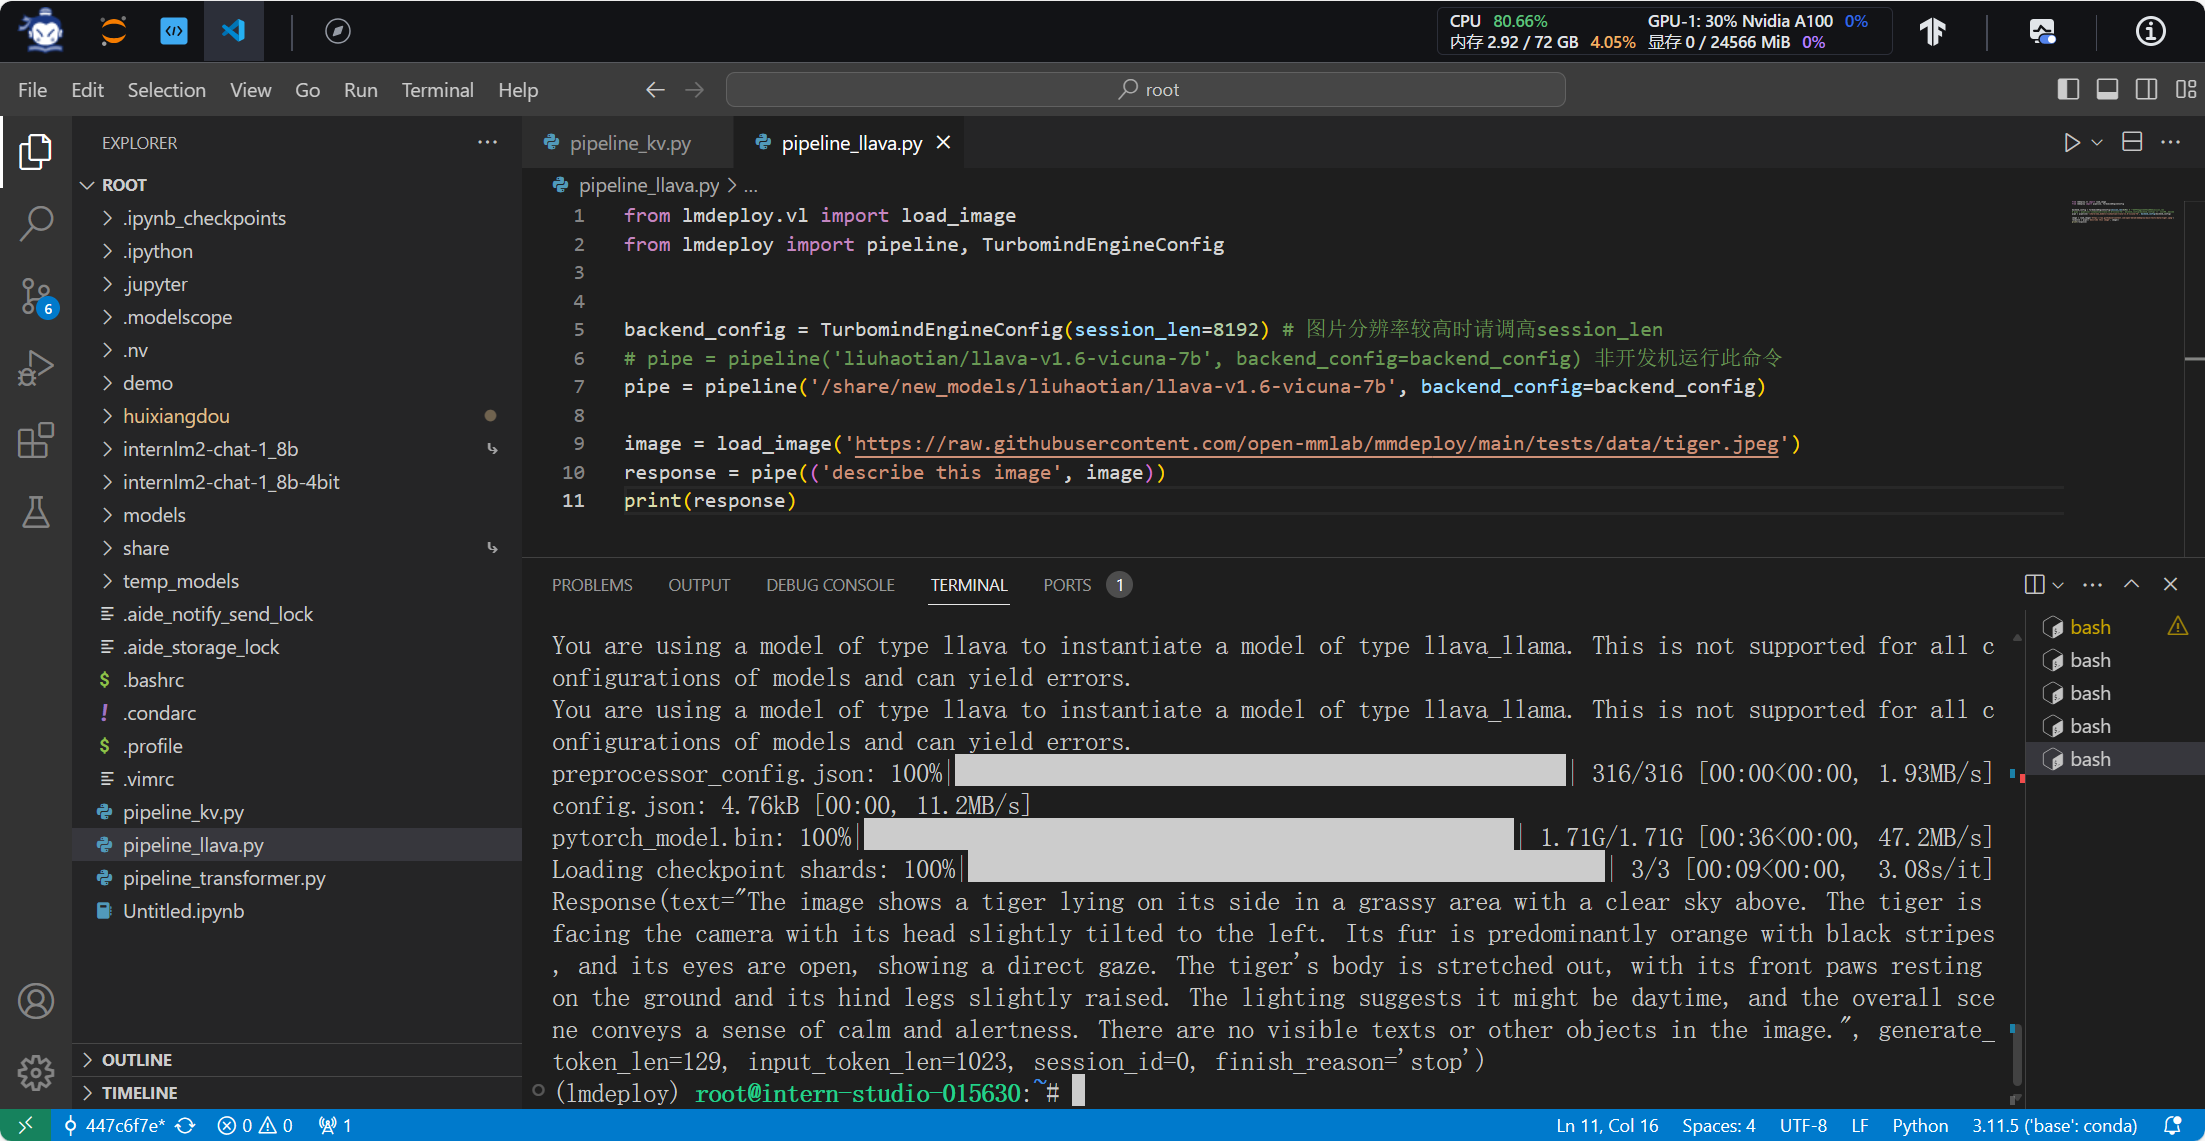 CPU 80.66% GPU-1: 30% Nvidia A100 0%
内存 2.92 / 72 GB 4.05% 显存 0 / 24566 MiB 0%
File Edit Selection View Go Run Terminal Help
root
EXPLORER
ROOT
.ipynb_checkpoints
.ipython
.jupyter
.modelscope
.nv
demo
huixiangdou
internlm2-chat-1_8b
internlm2-chat-1_8b-4bit
models
share
temp_models
.aide_notify_send_lock
.aide_storage_lock
.bashrc
.condarc
.profile
.vimrc
pipeline_kv.py
pipeline_llava.py
pipeline_transformer.py
Untitled.ipynb
OUTLINE
TIMELINE
6
pipeline_kv.py pipeline_llava.py
pipeline_llava.py > ...
1 from lmdeploy.vl import load_image
2 from lmdeploy import pipeline, TurbomindEngineConfig
3
4
5 backend_config = TurbomindEngineConfig(session_len=8192) # 图片分辨率较高时请调高session_len
6 # pipe = pipeline('liuhaotian/llava-v1.6-vicuna-7b', backend_config=backend_config) 非开发机运行此命令
7 pipe = pipeline('/share/new_models/liuhaotian/llava-v1.6-vicuna-7b', backend_config=backend_config)
8
9 image = load_image('https://raw.githubusercontent.com/open-mmlab/mmdeploy/main/tests/data/tiger.jpeg')
10 response = pipe(('describe this image', image))
11 print(response)
PROBLEMS OUTPUT DEBUG CONSOLE TERMINAL PORTS 1
You are using a model of type llava to instantiate a model of type llava_llama. This is not supported for all c
onfigurations of models and can yield errors.
You are using a model of type llava to instantiate a model of type llava_llama. This is not supported for all c
onfigurations of models and can yield errors.
preprocessor_config.json: 100%| | 316/316 [00:00<00:00, 1.93MB/s]
config.json: 4.76kB [00:00, 11.2MB/s]
pytorch_model.bin: 100%| | 1.71G/1.71G [00:36<00:00, 47.2MB/s]
Loading checkpoint shards: 100%| | 3/3 [00:09<00:00, 3.08s/it]
Response(text="The image shows a tiger lying on its side in a grassy area with a clear sky above. The tiger is
facing the camera with its head slightly tilted to the left. Its fur is predominantly orange with black stripes
, and its eyes are open, showing a direct gaze. The tiger's body is stretched out, with its front paws resting
on the ground and its hind legs slightly raised. The lighting suggests it might be daytime, and the overall sce
ne conveys a sense of calm and alertness. There are no visible texts or other objects in the image.", generate_
token_len=129, input_token_len=1023, session_id=0, finish_reason='stop')
(lmdeploy) root@intern-studio-015630:~#
bash
bash
bash
bash
bash
447c6f7e* 0 0 1 Ln 11, Col 16 Spaces: 4 UTF-8 LF Python 3.11.5 ('base': conda)